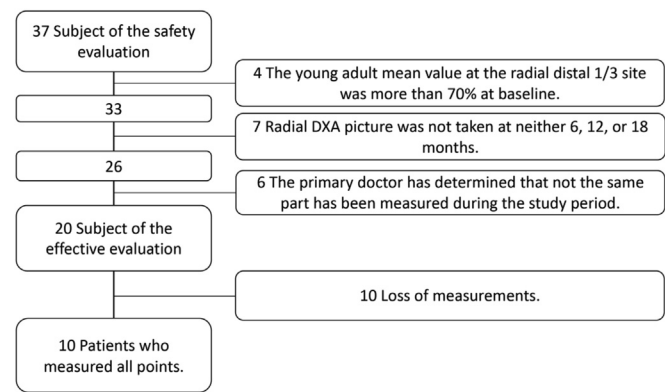 37 Subject of the safety
evaluation
4 The young adult mean value at the radial distal 1/3 site
was more than 70% at baseline.
33
7 Radial DXA picture was not taken at neither 6, 12, or 18
months.
26
6 The primary doctor has determined that not the same
part has been measured during the study period.
20 Subject of the
effective evaluation
10 Loss of measurements.
10 Patients who
measured all points.